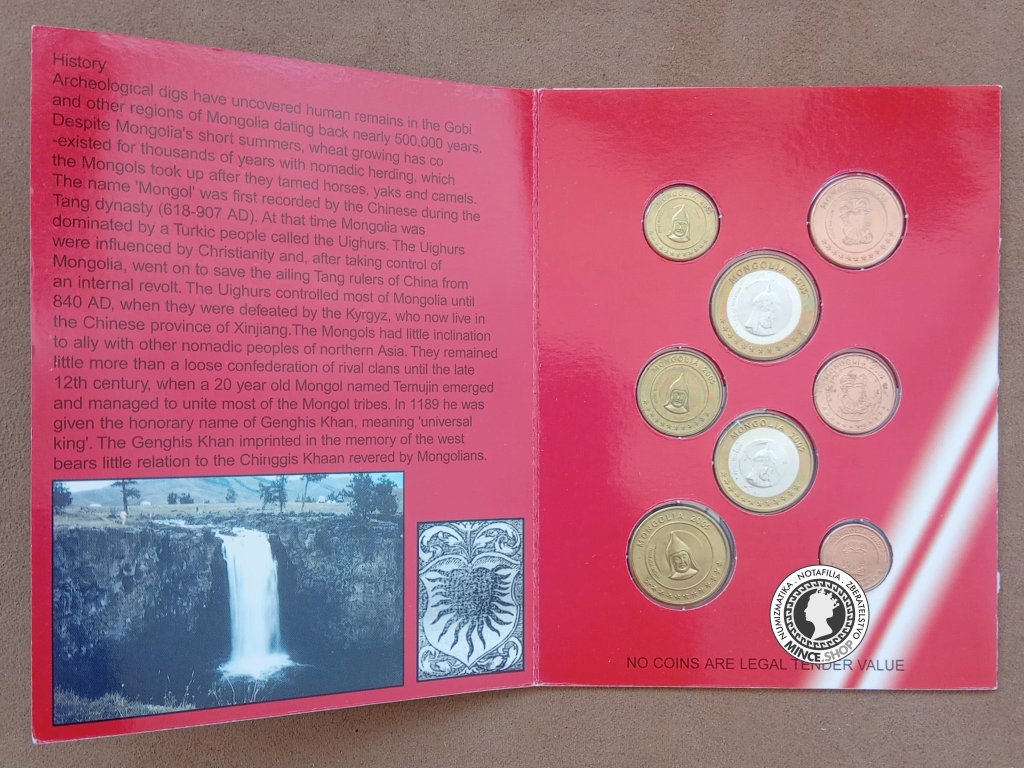 History
Archeological digs have uncovered human remains in the Gobi
and other regions of Mongolia dating back nearly 500,000 years.
Despite Mongolia's short summers, wheat growing has co
-existed for thousands of years with nomadic herding, which
the Mongols took up after they tamed horses, yaks and camels.
The name 'Mongol' was first recorded by the Chinese during the
Tang dynasty (618-907 AD). At that time Mongolia was
dominated by a Turkic people called the Uighurs. The Uighurs
were influenced by Christianity and, after taking control of
Mongolia, went on to save the ailing Tang rulers of China from
an internal revolt. The Uighurs controlled most of Mongolia until
840 AD, when they were defeated by the Kyrgyz, who now live in
the Chinese province of Xinjiang.The Mongols had little inclination
to ally with other nomadic peoples of northern Asia. They remained
little more than a loose confederation of rival clans until the late
12th century, when a 20 year old Mongol named Temujin emerged
and managed to unite most of the Mongol tribes. In 1189 he was
given the honorary name of Genghis Khan, meaning 'universal
king'. The Genghis Khan imprinted in the memory of the west
bears little relation to the Chinggis Khaan revered by Mongolians.
MONGOLIA
MONGOLIA 2005
MONGOLIA 2005
MONGOLIA
MONGOLIA 2005
MONGOLIA
NUMIZMATIKA . NOTAFILIA . ZBERATEĽSTVO
MINCE.SHOP
NO COINS ARE LEGAL TENDER VALUE